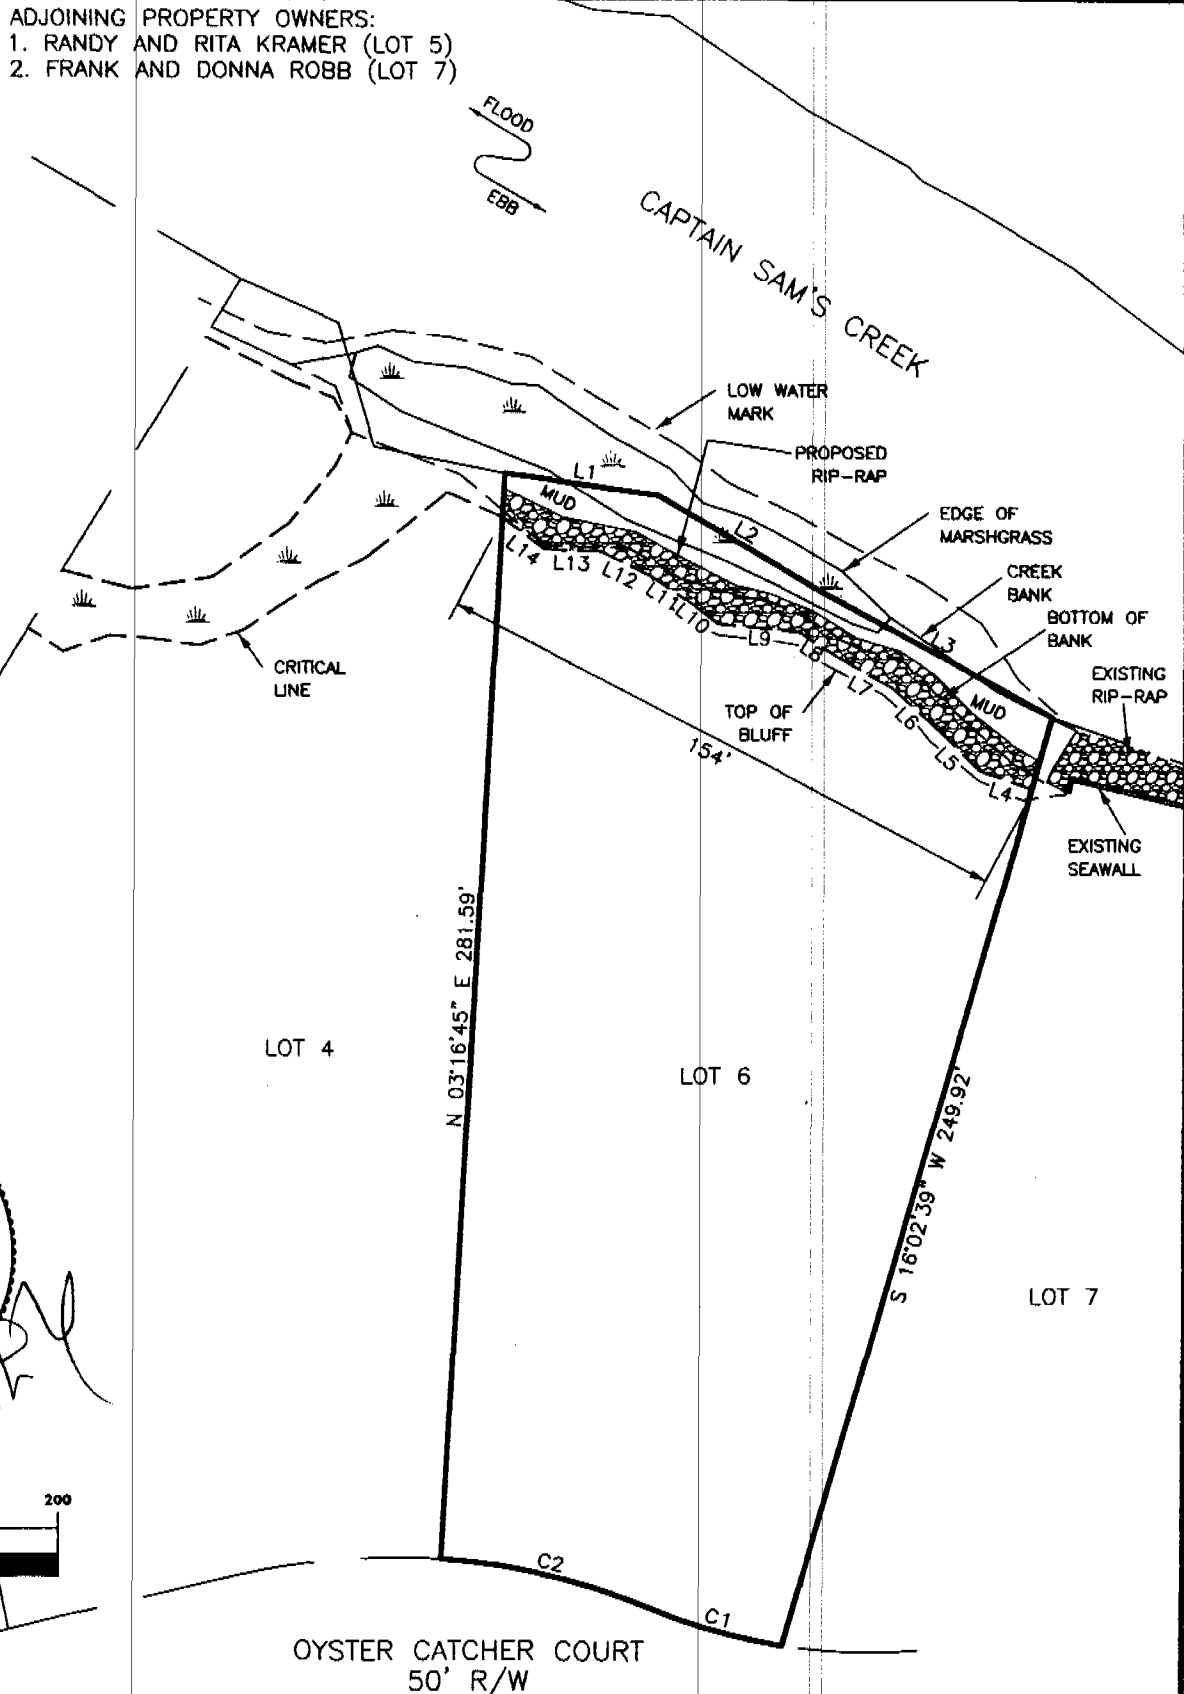 ADJOINING PROPERTY OWNERS:
1. RANDY AND RITA KRAMER (LOT 5)
2. FRANK AND DONNA ROBB (LOT 7)
FLOOD
EBB
CAPTAIN SAM'S CREEK
LOW WATER
MARK
PROPOSED
RIP-RAP
L1
MUD
L2
EDGE OF
MARSHGRASS
CREEK
BANK
BOTTOM OF
BANK
L3
EXISTING
RIP-RAP
L14
L13
L12
L11
L10
L9
L8
L7
L6
L5
L4
MUD
CRITICAL
LINE
TOP OF
BLUFF
154'
EXISTING
SEAWALL
N 03°16'45" E 281.59'
S 16°02'39" W 249.92'
LOT 4
LOT 6
LOT 7
200
C2
C1
OYSTER CATCHER COURT
50' R/W